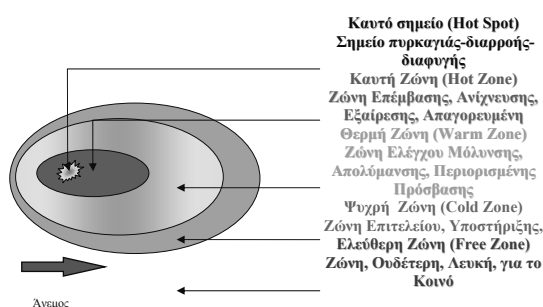 Καυτό σημείο (Hot Spot)
Σημείο πυρκαγιάς-διαρροής-
διαφυγής
Καυτή Ζώνη (Hot Zone)
Ζώνη Επέμβασης, Ανίχνευσης,
Εξαίρεσης, Απαγορευμένη
Θερμή Ζώνη (Warm Zone)
Ζώνη Ελέγχου Μόλυνσης,
Απολύμανσης, Περιορισμένης
Πρόσβασης
Ψυχρή Ζώνη (Cold Zone)
Ζώνη Επιτελείου, Υποστήριξης,
Ελεύθερη Ζώνη (Free Zone)
Ζώνη, Ουδέτερη, Λευκή, για το
Κοινό
Άνεμος